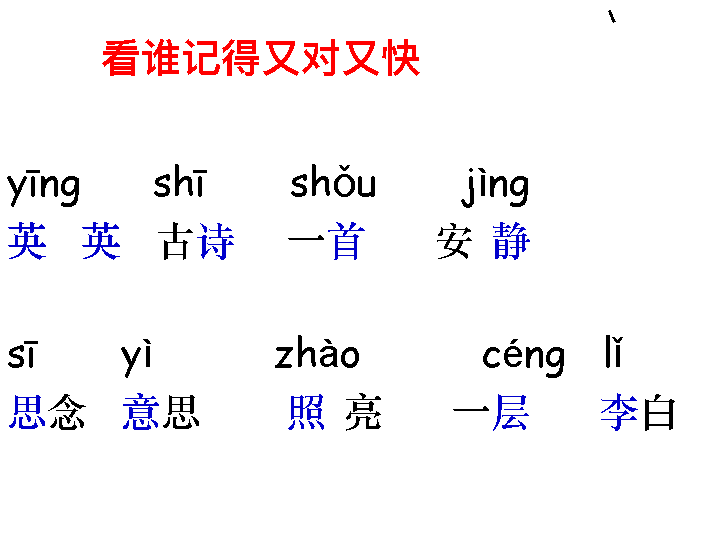 看谁记得又对又快
yīng shī shǒu jìng
英 英 古诗 一首 安 静
sī yì zhào céng lǐ
思念 意思 照 亮 一层 李白